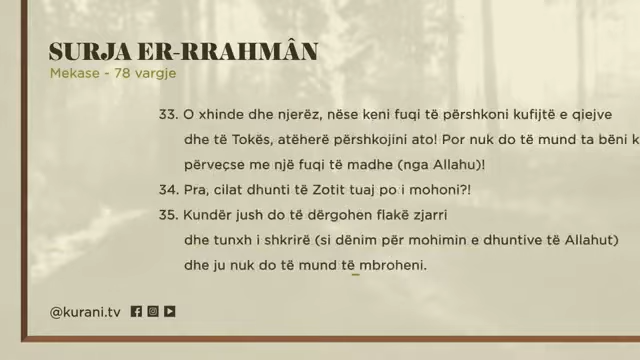 SURJA ER-RRAHMÂN
Mekase - 78 vargje
33. O xhinde dhe njerëz, nëse keni fuqi të përshkoni kufijtë e qiejve
dhe të Tokës, atëherë përshkojini ato! Por nuk do të mund ta bëni
përveçse me një fuqi të madhe (nga Allahu)!
34. Pra, cilat dhunti të Zotit tuaj po i mohoni?!
35. Kundër jush do të dërgohen flakë zjarri
dhe tunxh i shkrirë (si dënim për mohimin e dhuntive të Allahut)
dhe ju nuk do të mund të mbroheni.
@kurani.tv